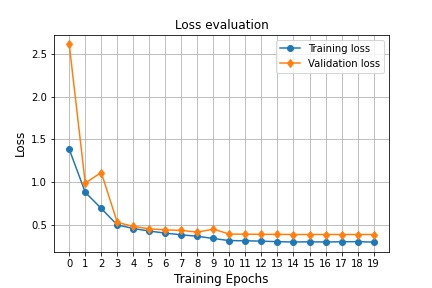 Loss evaluation
Training loss
Validation loss
2.5
2.0
1.5
1.0
0.5
Loss
0 1 2 3 4 5 6 7 8 9 10 11 12 13 14 15 16 17 18 19
Training Epochs